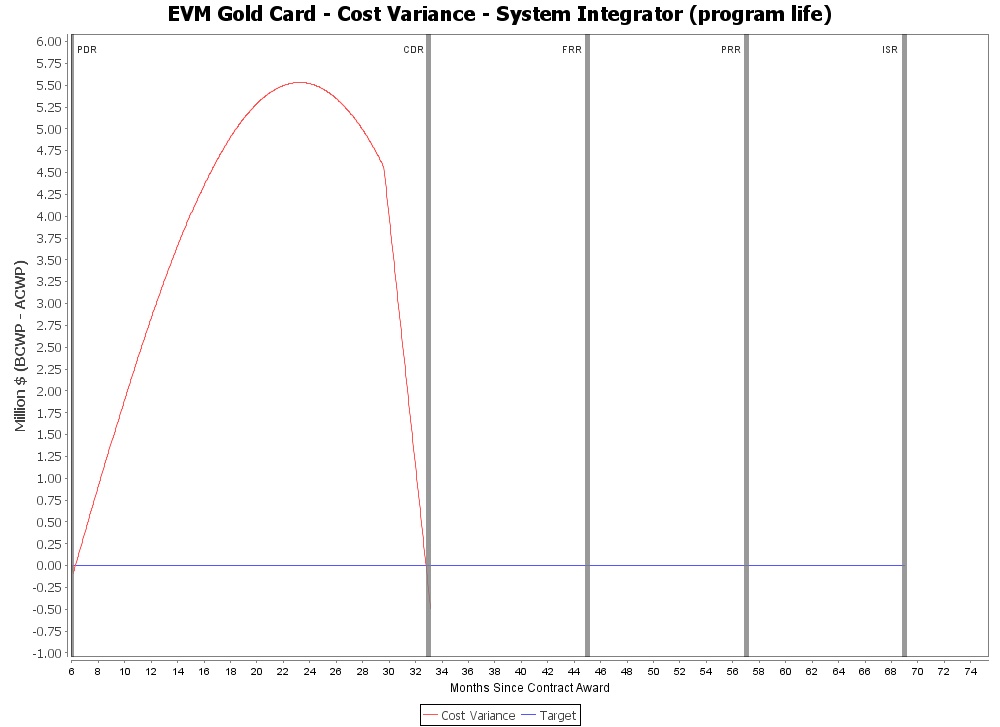 EVM Gold Card - Cost Variance - System Integrator (program life)
6.00
5.75
5.50
5.25
5.00
4.75
4.50
4.25
4.00
3.75
3.50
3.25
3.00
2.75
2.50
2.25
2.00
1.75
1.50
1.25
1.00
0.75
0.50
0.25
0.00
-0.25
-0.50
-0.75
-1.00
Million $ (BCWP - ACWP)
PDR
CDR
FRR
PRR
ISR
6 8 10 12 14 16 18 20 22 24 26 28 30 32 34 36 38 40 42 44 46 48 50 52 54 56 58 60 62 64 66 68 70 72 74
Months Since Contract Award
Cost Variance Target